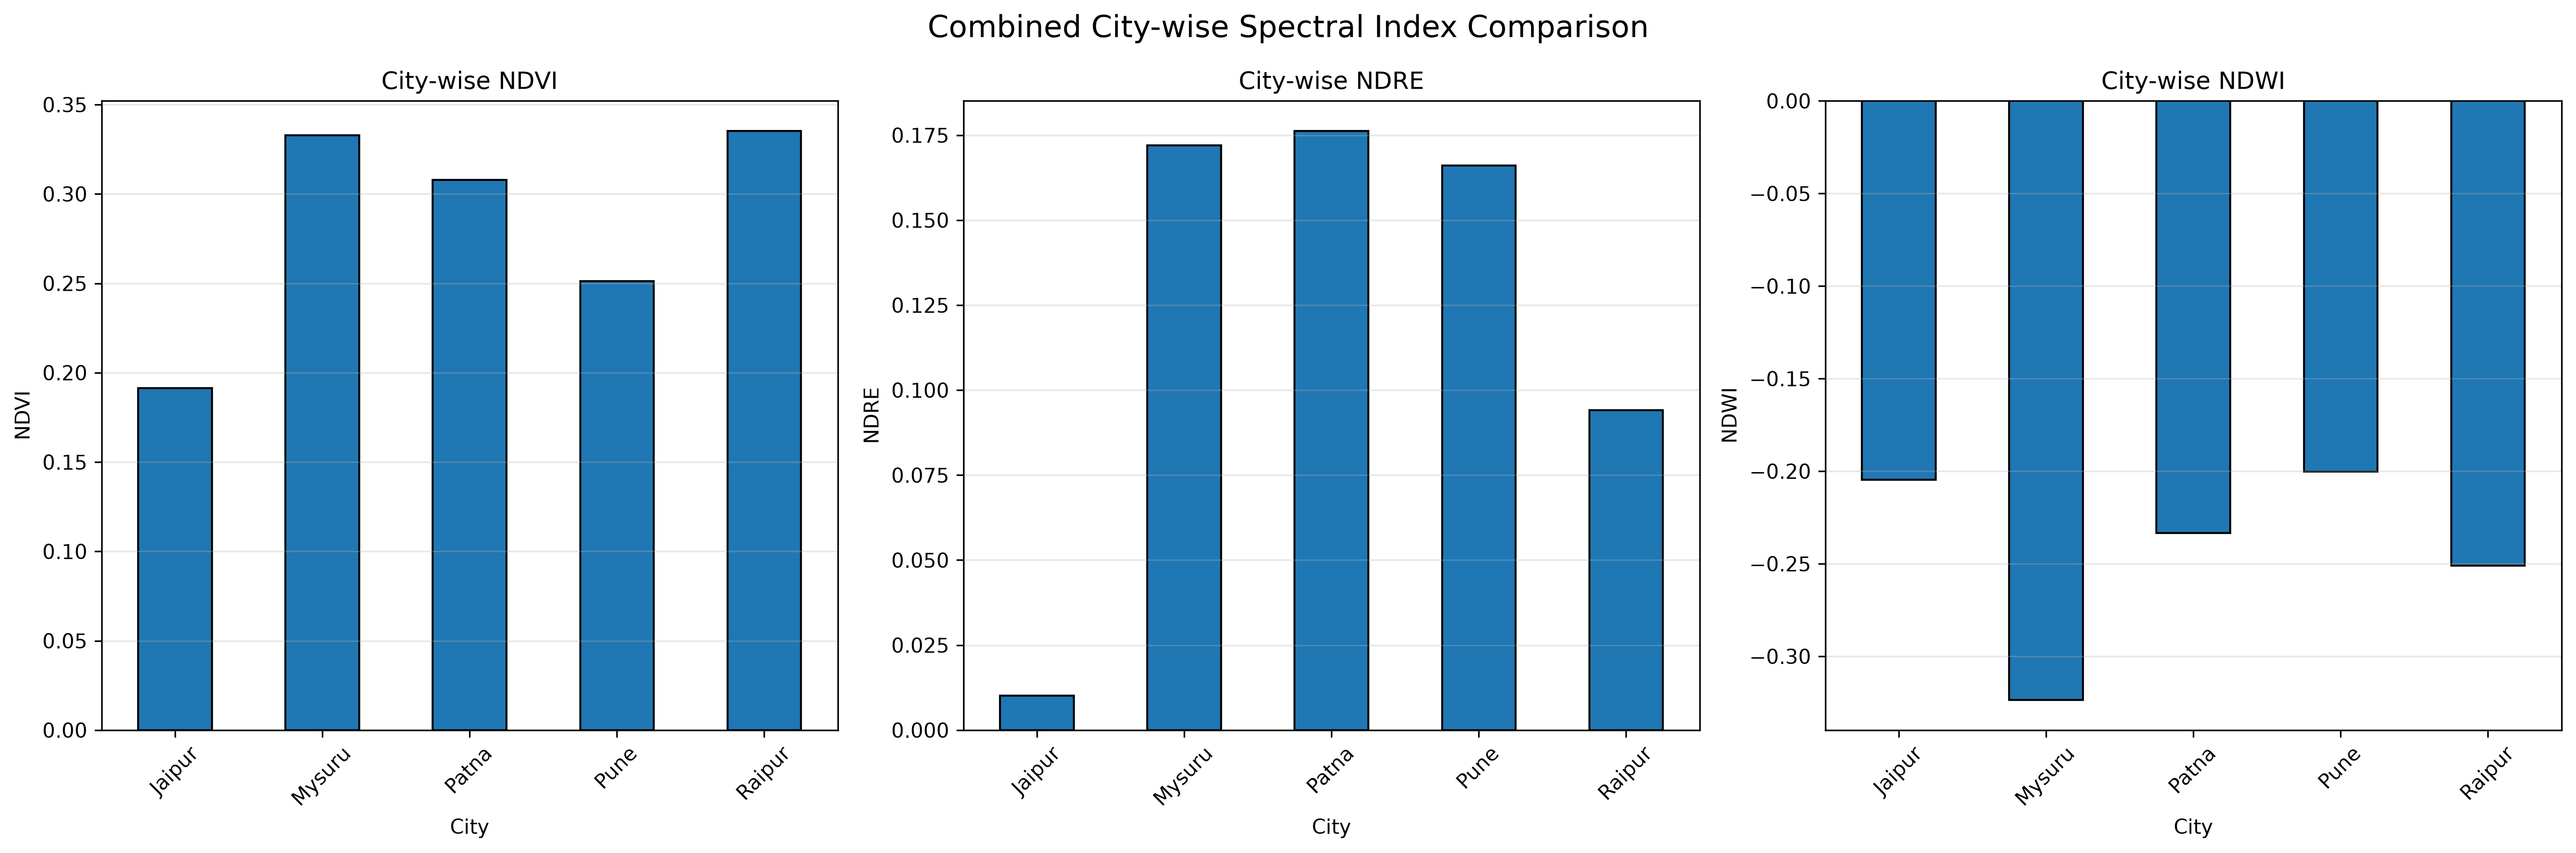 Combined City-wise Spectral Index Comparison
City-wise NDVI
0.35
0.30
0.25
0.20
0.15
0.10
0.05
0.00
NDVI
Jaipur
Mysuru
Patna
Pune
Raipur
City
City-wise NDRE
0.175
0.150
0.125
0.100
0.075
0.050
0.025
0.000
NDRE
Jaipur
Mysuru
Patna
Pune
Raipur
City
City-wise NDWI
0.00
−0.05
−0.10
−0.15
−0.20
−0.25
−0.30
NDWI
Jaipur
Mysuru
Patna
Pune
Raipur
City